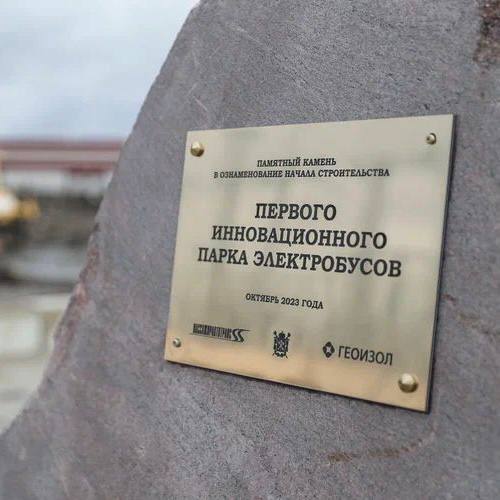 ПАМЯТНЫЙ КАМЕНЬ
В ОЗНАМЕНОВАНИЕ НАЧАЛА СТРОИТЕЛЬСТВА
ПЕРВОГО
ИННОВАЦИОННОГО
ПАРКА ЭЛЕКТРОБУСОВ
ОКТЯБРЬ 2023 ГОДА
ГЕОИЗОЛ